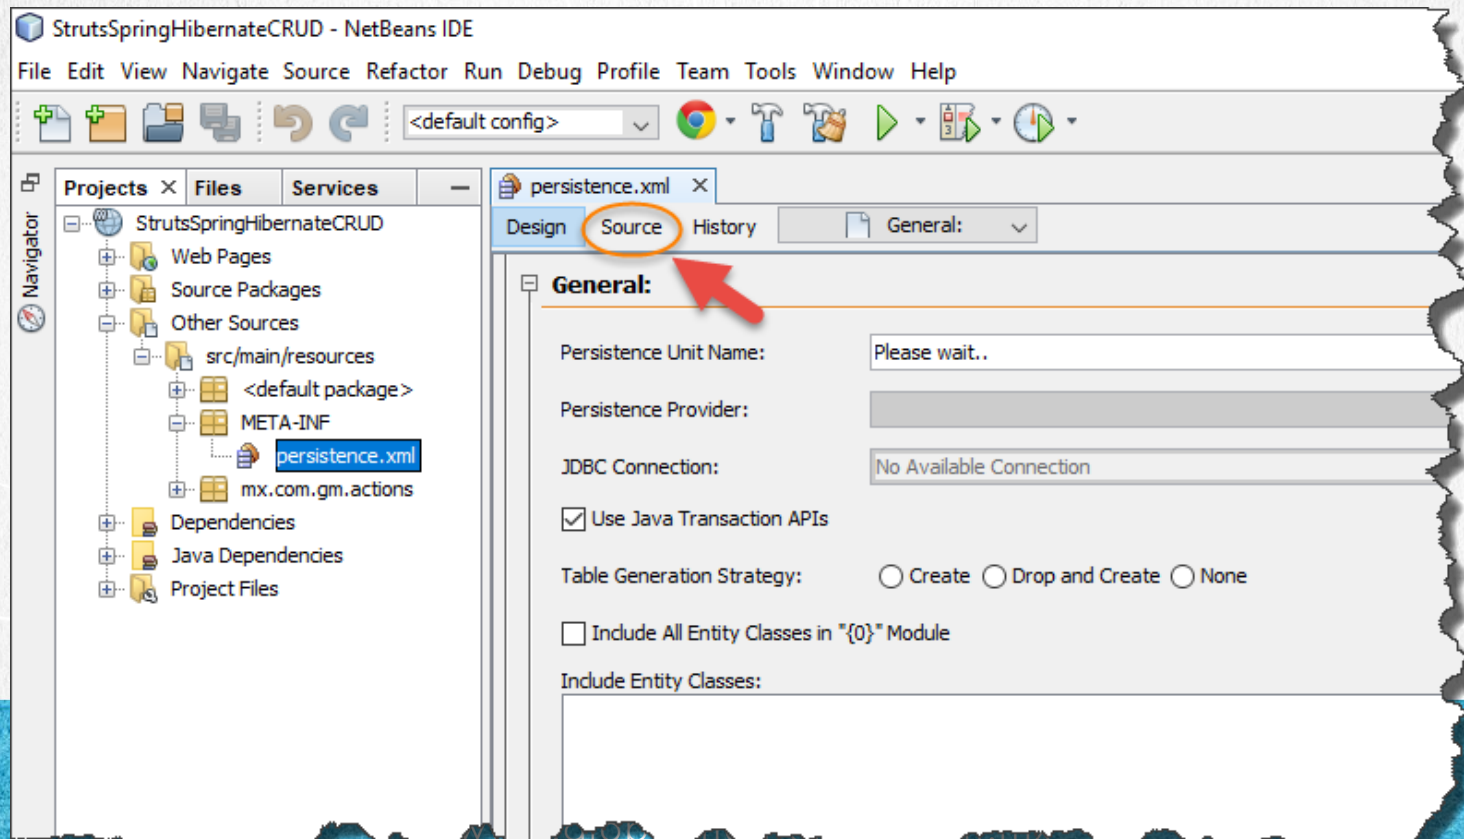 StrutsSpringHibernateCRUD - NetBeans IDE
File Edit View Navigate Source Refactor Run Debug Profile Team Tools Window Help
<default config>
Projects Files Services
persistence.xml
Design Source History General:
Navigator
StrutsSpringHibernateCRUD
Web Pages
Source Packages
Other Sources
src/main/resources
<default package>
META-INF
persistence.xml
mx.com.gm.actions
Dependencies
Java Dependencies
Project Files
General:
Persistence Unit Name: Please wait..
Persistence Provider:
JDBC Connection: No Available Connection
Use Java Transaction APIs
Table Generation Strategy: Create Drop and Create None
Include All Entity Classes in "{0}" Module
Include Entity Classes: